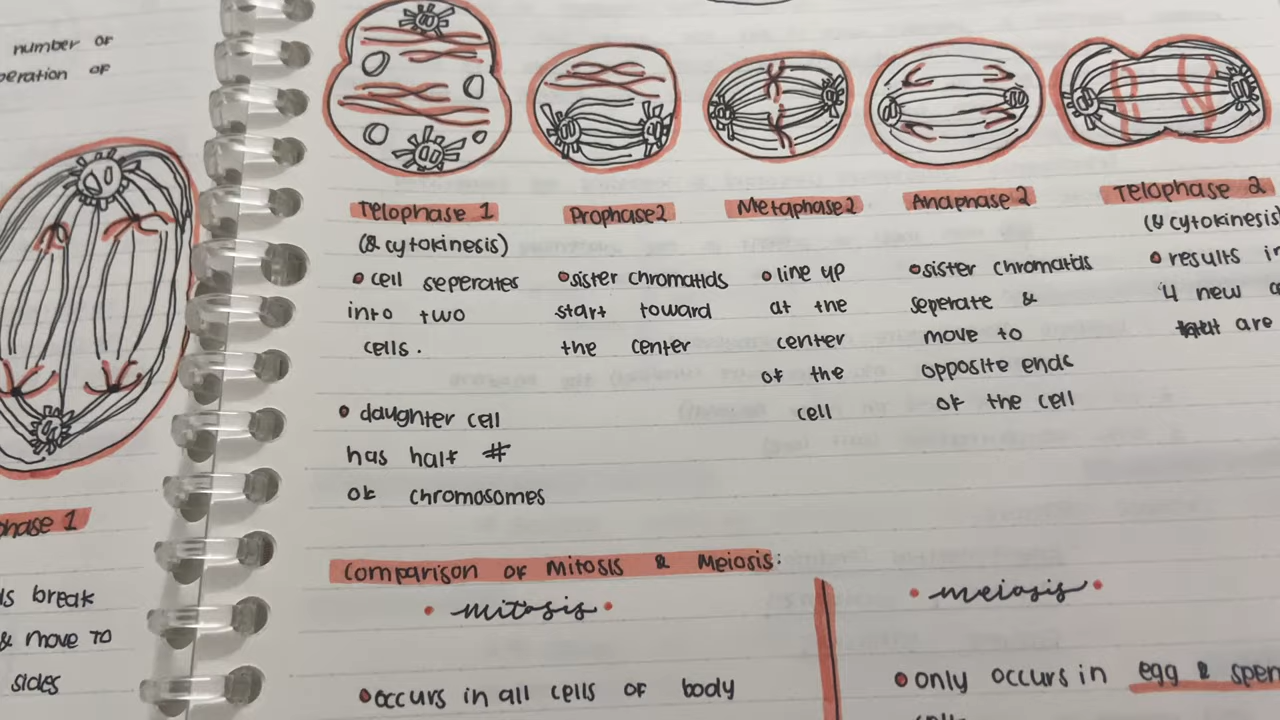 number of
eration of
phase 1
ls break
& move to
sides
Telophase 1
(& cytokinesis)
• cell seperates
into two
cells.
• daughter cell
has half #
of chromosomes
Prophase 2
• sister chromatids
start toward
the center
Metaphase 2
• line up
at the
center
of the
cell
Anaphase 2
• sister chromatids
seperate &
move to
opposite ends
of the cell
Telophase 2
(& cytokinesis
• results in
4 new
are
Comparison of Mitosis & Meiosis:
• mitosis •
• occurs in all cells of body
• meiosis •
• only occurs in egg & sper